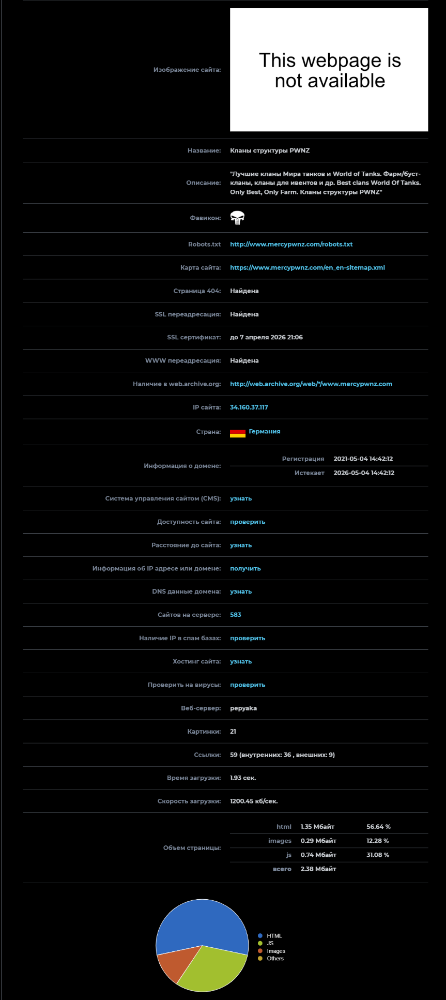 Изображение сайта:
This webpage is
not available
Название: Кланы структуры PWNZ
Описание:
"Лучшие кланы Мира танков и World of Tanks. Фарм/буст-
кланы, кланы для ивентов и др. Best clans World Of Tanks.
Only Best, Only Farm. Кланы структуры PWNZ"
Фавикон:
Robots.txt http://www.mercypwnz.com/robots.txt
Карта сайта: https://www.mercypwnz.com/en_en-sitemap.xml
Страница 404: Найдена
SSL переадресация: Найдена
SSL сертификат: до 7 апреля 2026 21:06
WWW переадресация: Найдена
Наличие в web.archive.org: http://web.archive.org/web/*/www.mercypwnz.com
IP сайта: 34.160.37.117
Страна: Германия
Информация о домене:
Регистрация 2021-05-04 14:42:12
Истекает 2026-05-04 14:42:12
Система управления сайтом (CMS): узнать
Доступность сайта: проверить
Расстояние до сайта: узнать
Информация об IP адресе или домене: получить
DNS данные домена: узнать
Сайтов на сервере: 583
Наличие IP в спам базах: проверить
Хостинг сайта: узнать
Проверить на вирусы: проверить
Веб-сервер: pepyaka
Картинки: 21
Ссылки: 59 (внутренних: 36 , внешних: 9)
Время загрузки: 1.93 сек.
Скорость загрузки: 1200.45 кб/сек.
Объем страницы:
html 1.35 Мбайт 56.64 %
images 0.29 Мбайт 12.28 %
js 0.74 Мбайт 31.08 %
всего 2.38 Мбайт
HTML
JS
Images
Others